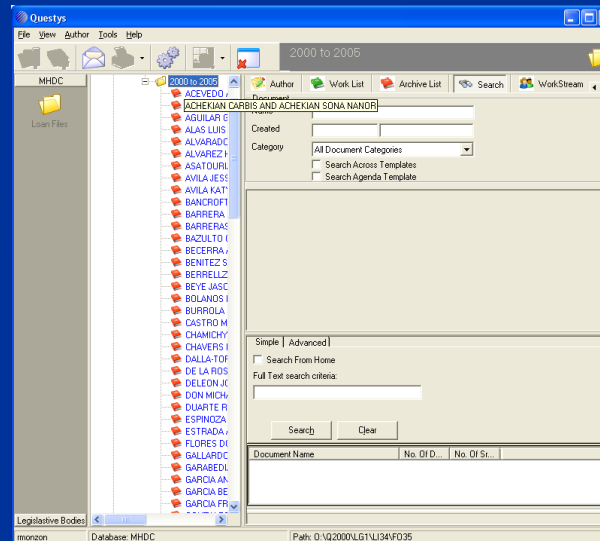 Questys
File View Author Tools Help
2000 to 2005
MHDC
Loan Files
2000 to 2005
ACEVEDO
ACHEKIAN CARBIS AND ACHEKIAN SONA NANOR
AGUILAR G
ALAS LUIS
ALVARADO
ALVAREZ H
ASATOURI
AVILA JESS
AVILA KAT
BANCROFT
BARRERA
BARRERAS
BAZULTO
BECERRA
BENITEZ S
BERRELLZ
BEYE JASC
BOLANOS
BURROLA
CASTRO M
CHAMICHY
CHAVERS
DALLA-TOF
DE LA ROS
DELEON JC
DON MICH
DUARTE R
ESPINOZA
ESTRADA
FLORES DO
GALLARDO
GARABEDI
GARCIA AN
GARCIA BE
GARCIA FR
Author Work List Archive List Search WorkStream
Document
Name
Created
Category All Document Categories
Search Across Templates
Search Agenda Template
Simple Advanced
Search From Home
Full Text search criteria:
Search Clear
Document Name No. Of D... No. Of Sr...
Legislastive Bodies
rmonzon Database: MHDC Path: O:\Q2000\LG1\LI34\FO35